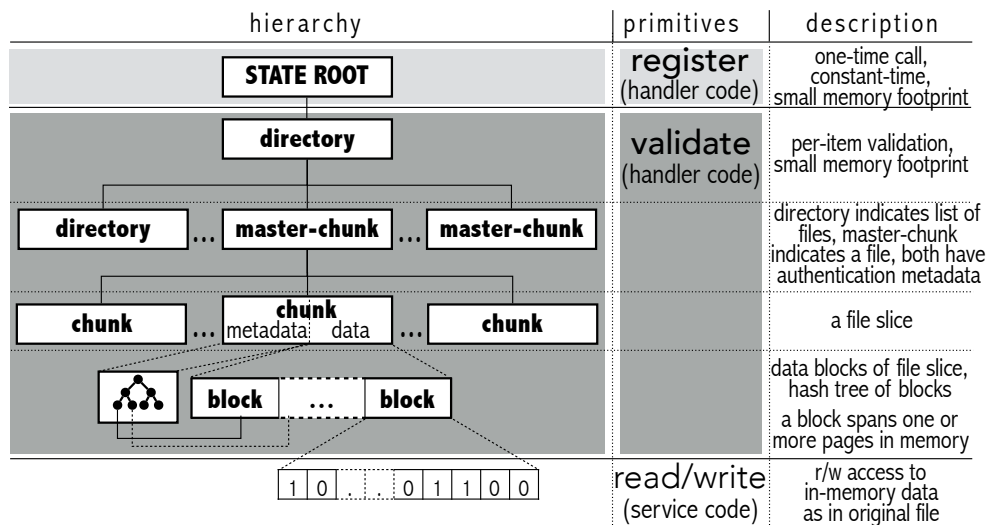 hierarchy primitives description
STATE ROOT
register
(handler code)
one-time call,
constant-time,
small memory footprint
directory
validate
(handler code)
per-item validation,
small memory footprint
directory ... master-chunk ... master-chunk
directory indicates list of
files, master-chunk
indicates a file, both have
authentication metadata
chunk ... chunk ... chunk
metadata data
a file slice
block ... block
data blocks of file slice,
hash tree of blocks
a block spans one or
more pages in memory
1 0 . . 0 1 1 0 0
read/write
(service code)
r/w access to
in-memory data
as in original file